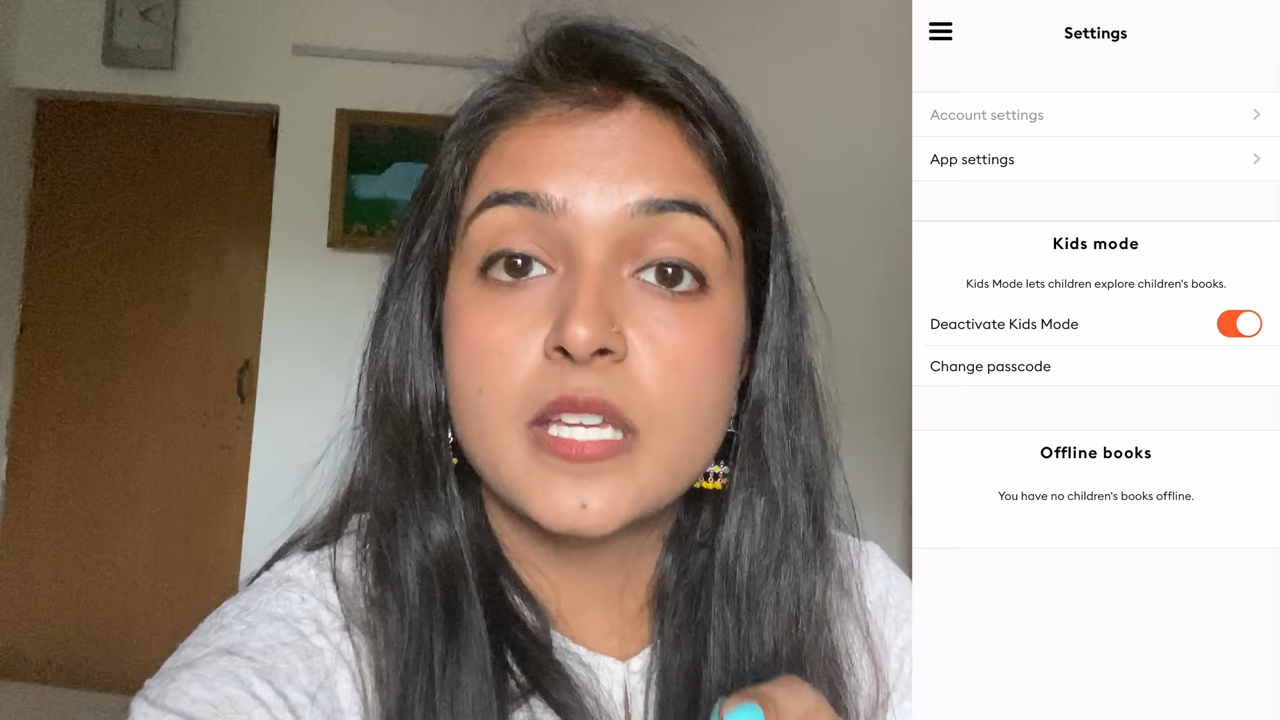 Settings
Account settings
App settings
Kids mode
Kids Mode lets children explore children's books.
Deactivate Kids Mode
Change passcode
Offline books
You have no children's books offline.